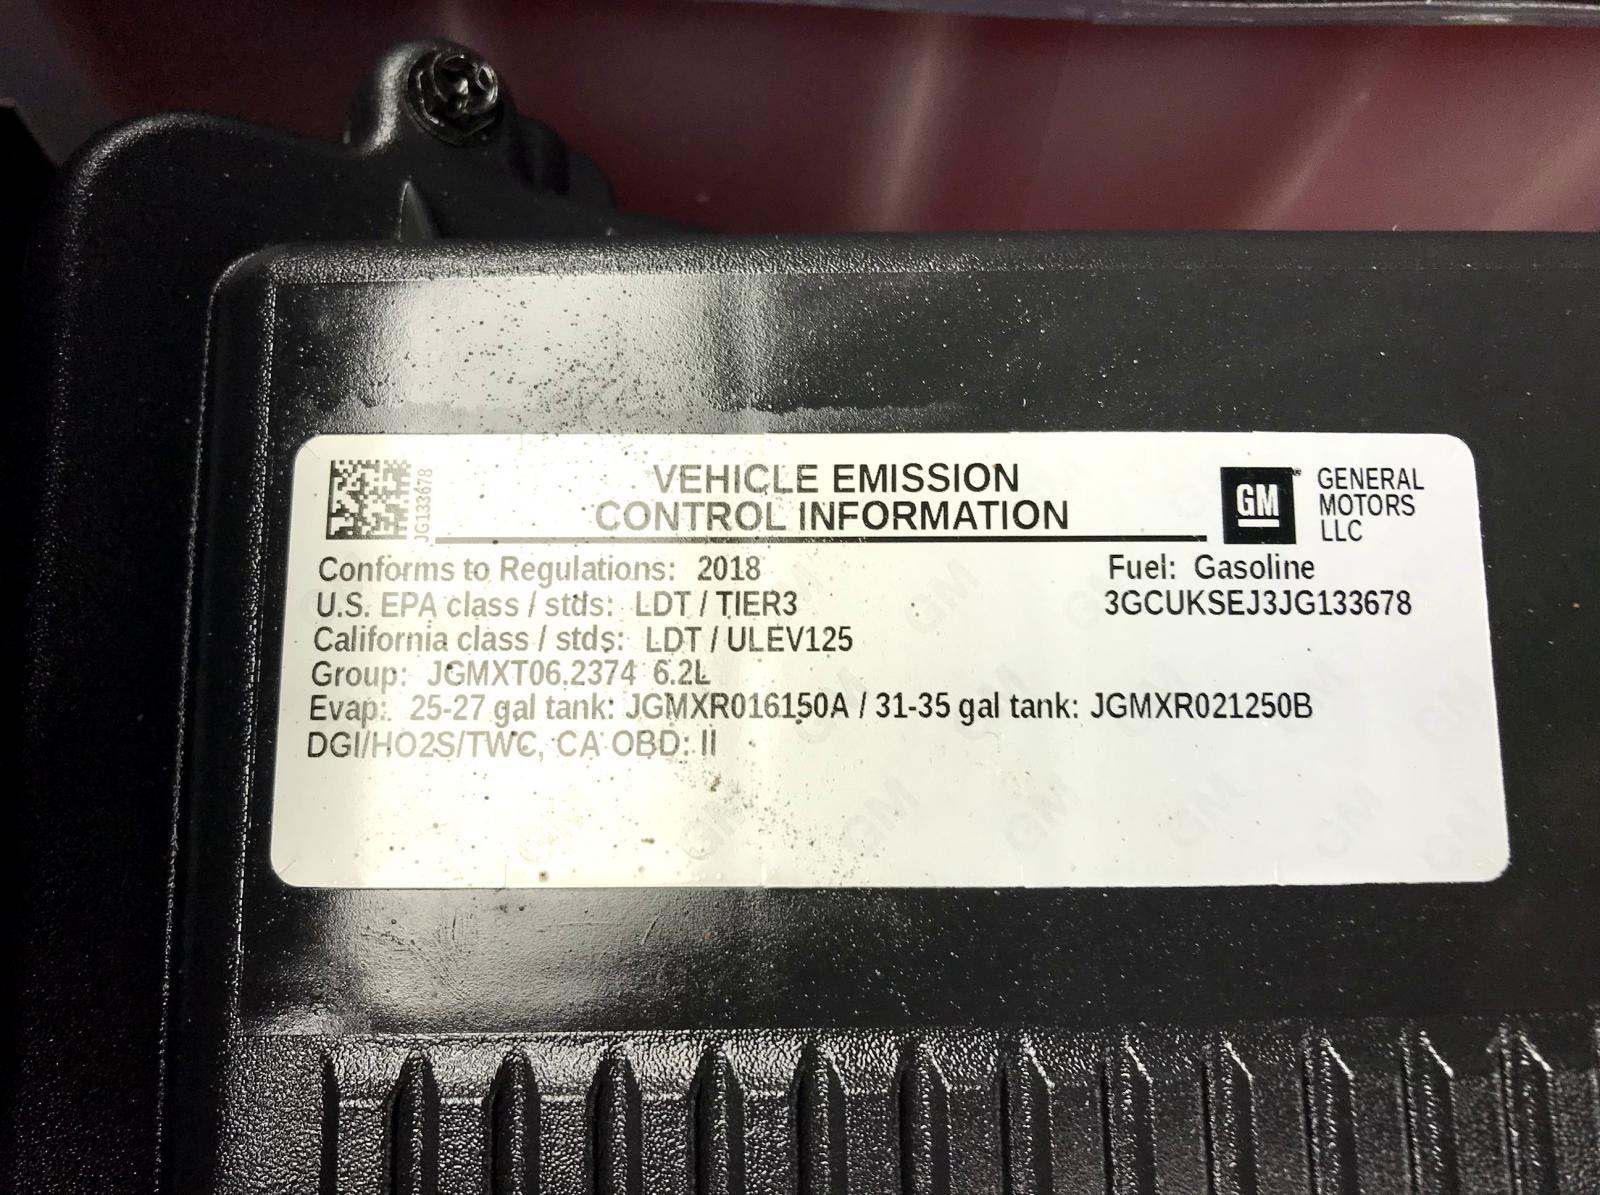 JG133678
VEHICLE EMISSION
CONTROL INFORMATION
GM
GENERAL
MOTORS
LLC
Conforms to Regulations: 2018
Fuel: Gasoline
U.S. EPA class / stds: LDT / TIER3
3GCUKSEJ3JG133678
California class / stds: LDT / ULEV125
Group: JGMXT06.2374 6.2L
Evap: 25-27 gal tank: JGMXR016150A / 31-35 gal tank: JGMXR021250B
DGI/HO2S/TWC, CA OBD: II